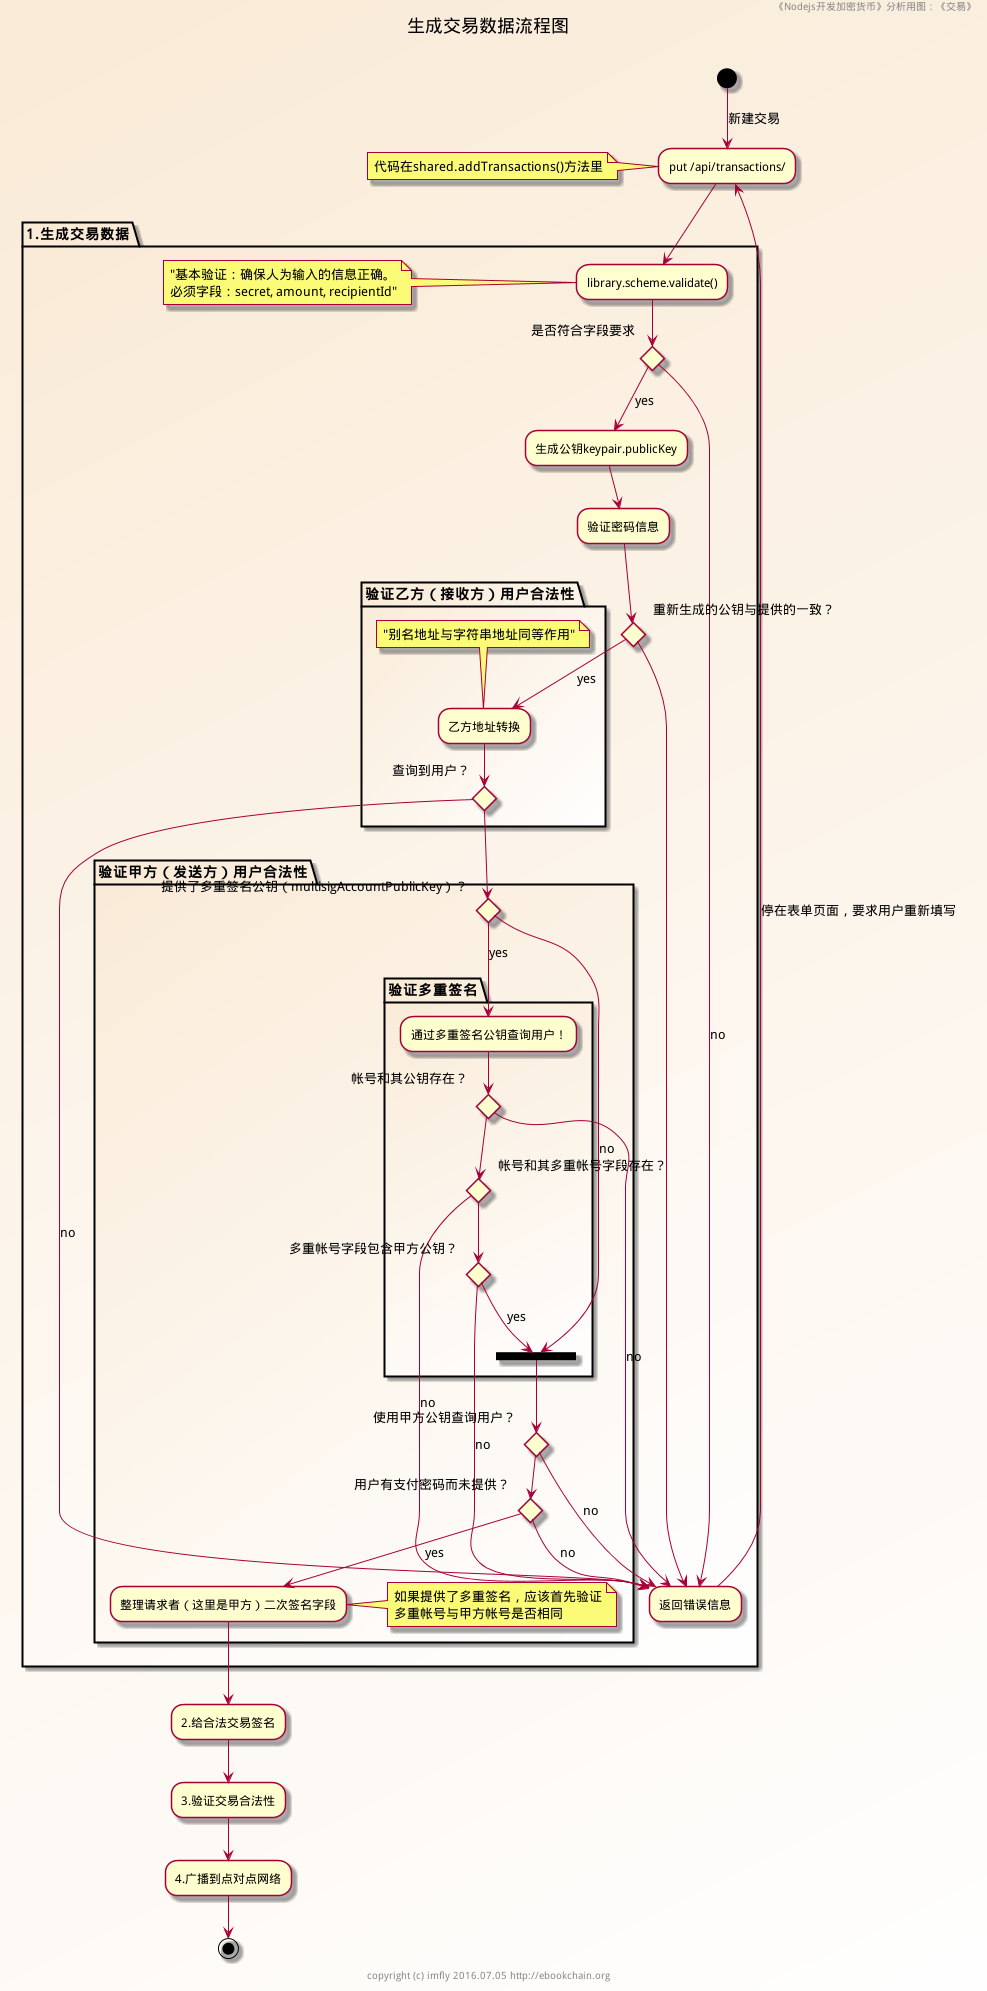 《Nodejs开发加密货币》分析用图：《交易》
生成交易数据流程图
新建交易
代码在shared.addTransactions()方法里
put /api/transactions/
1.生成交易数据
"基本验证：确保人为输入的信息正确。
必须字段：secret, amount, recipientId"
library.scheme.validate()
是否符合字段要求
yes
生成公钥keypair.publicKey
验证密码信息
验证乙方（接收方）用户合法性
重新生成的公钥与提供的一致？
"别名地址与字符串地址同等作用"
yes
乙方地址转换
查询到用户？
验证甲方（发送方）用户合法性
提供了多重签名公钥（multisigAccountPublicKey）？
停在表单页面，要求用户重新填写
yes
验证多重签名
通过多重签名公钥查询用户！
no
帐号和其公钥存在？
no
帐号和其多重帐号字段存在？
no
多重帐号字段包含甲方公钥？
yes
no
no
使用甲方公钥查询用户？
no
用户有支付密码而未提供？
no
yes
no
整理请求者（这里是甲方）二次签名字段
如果提供了多重签名，应该首先验证
多重帐号与甲方帐号是否相同
返回错误信息
2.给合法交易签名
3.验证交易合法性
4.广播到点对点网络
copyright (c) imfly 2016.07.05 http://ebookchain.org